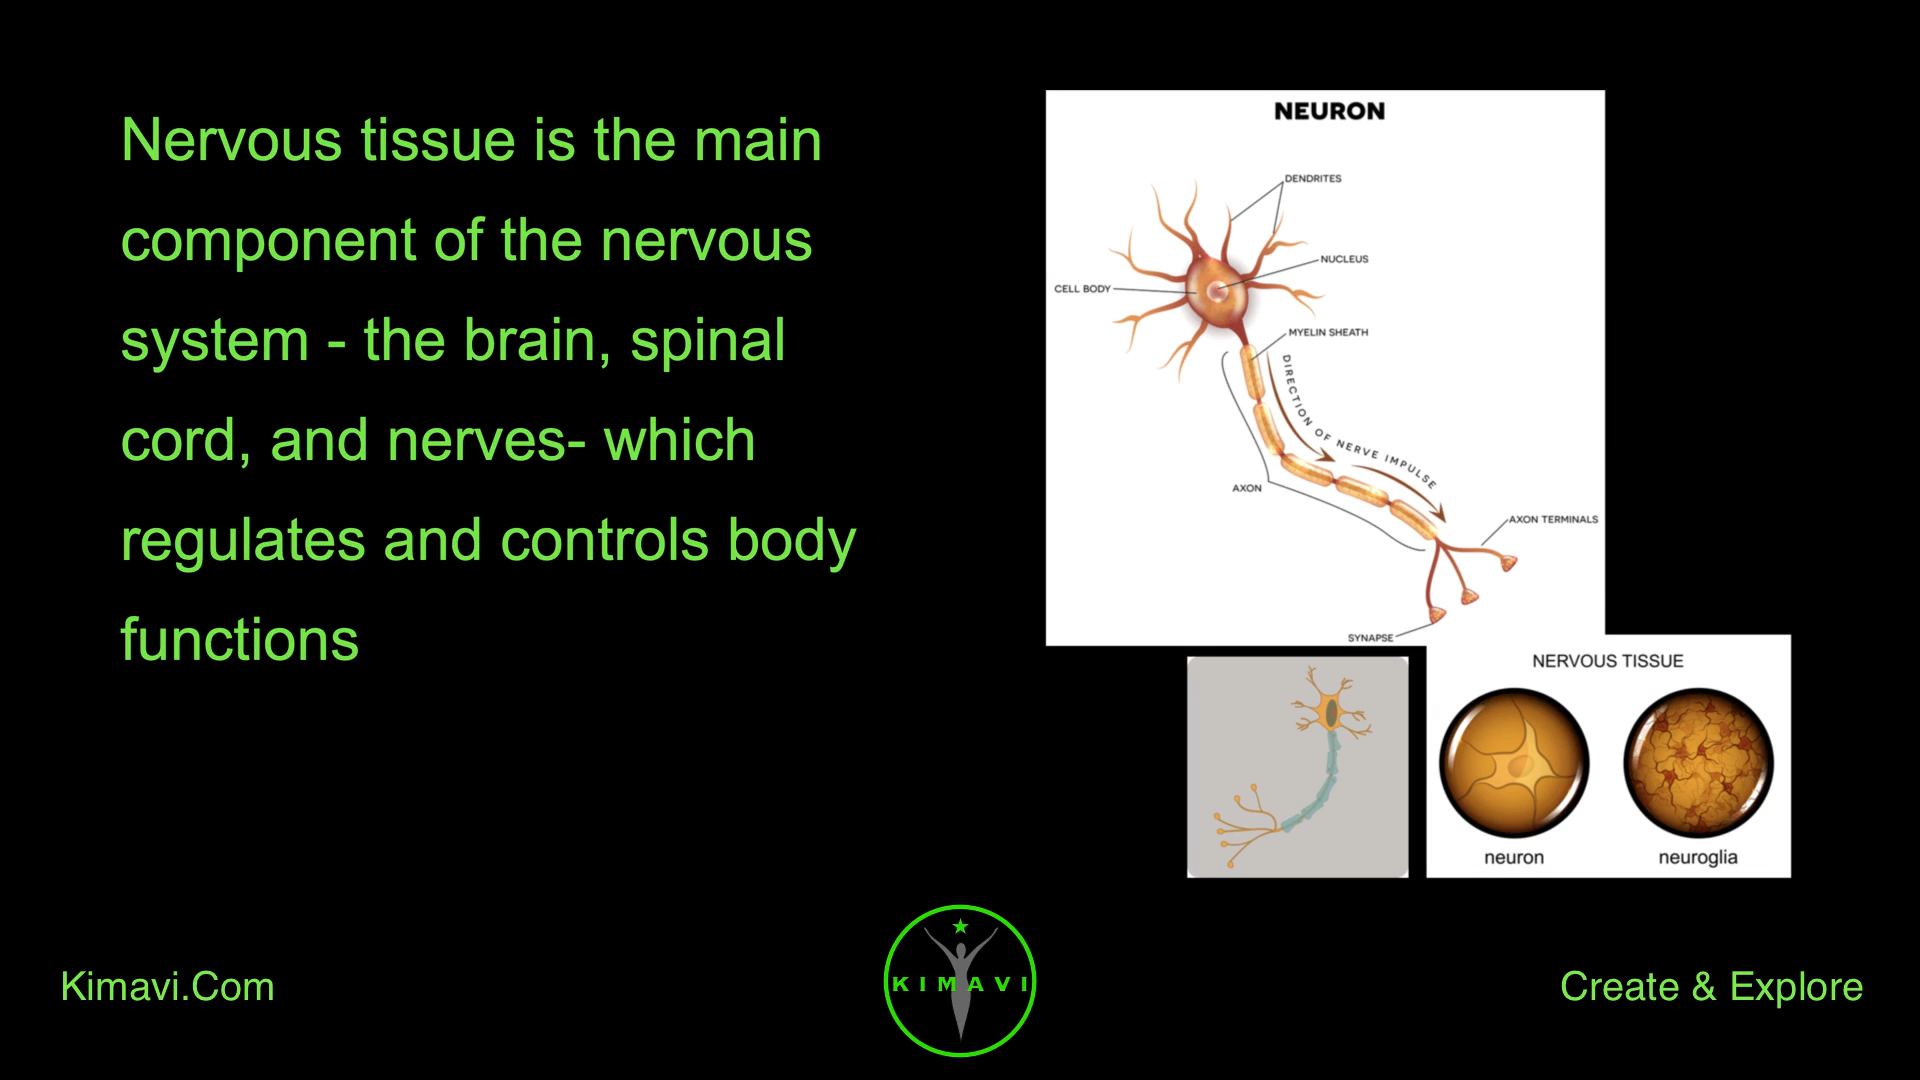 Nervous tissue is the main
component of the nervous
system - the brain, spinal
cord, and nerves- which
regulates and controls body
functions
NEURON
DENDRITES
NUCLEUS
CELL BODY
MYELIN SHEATH
DIRECTION OF NERVE IMPULSE
AXON
AXON TERMINALS
SYNAPSE
NERVOUS TISSUE
neuron
neuroglia
Kimavi.Com
KIMAVI
Create & Explore